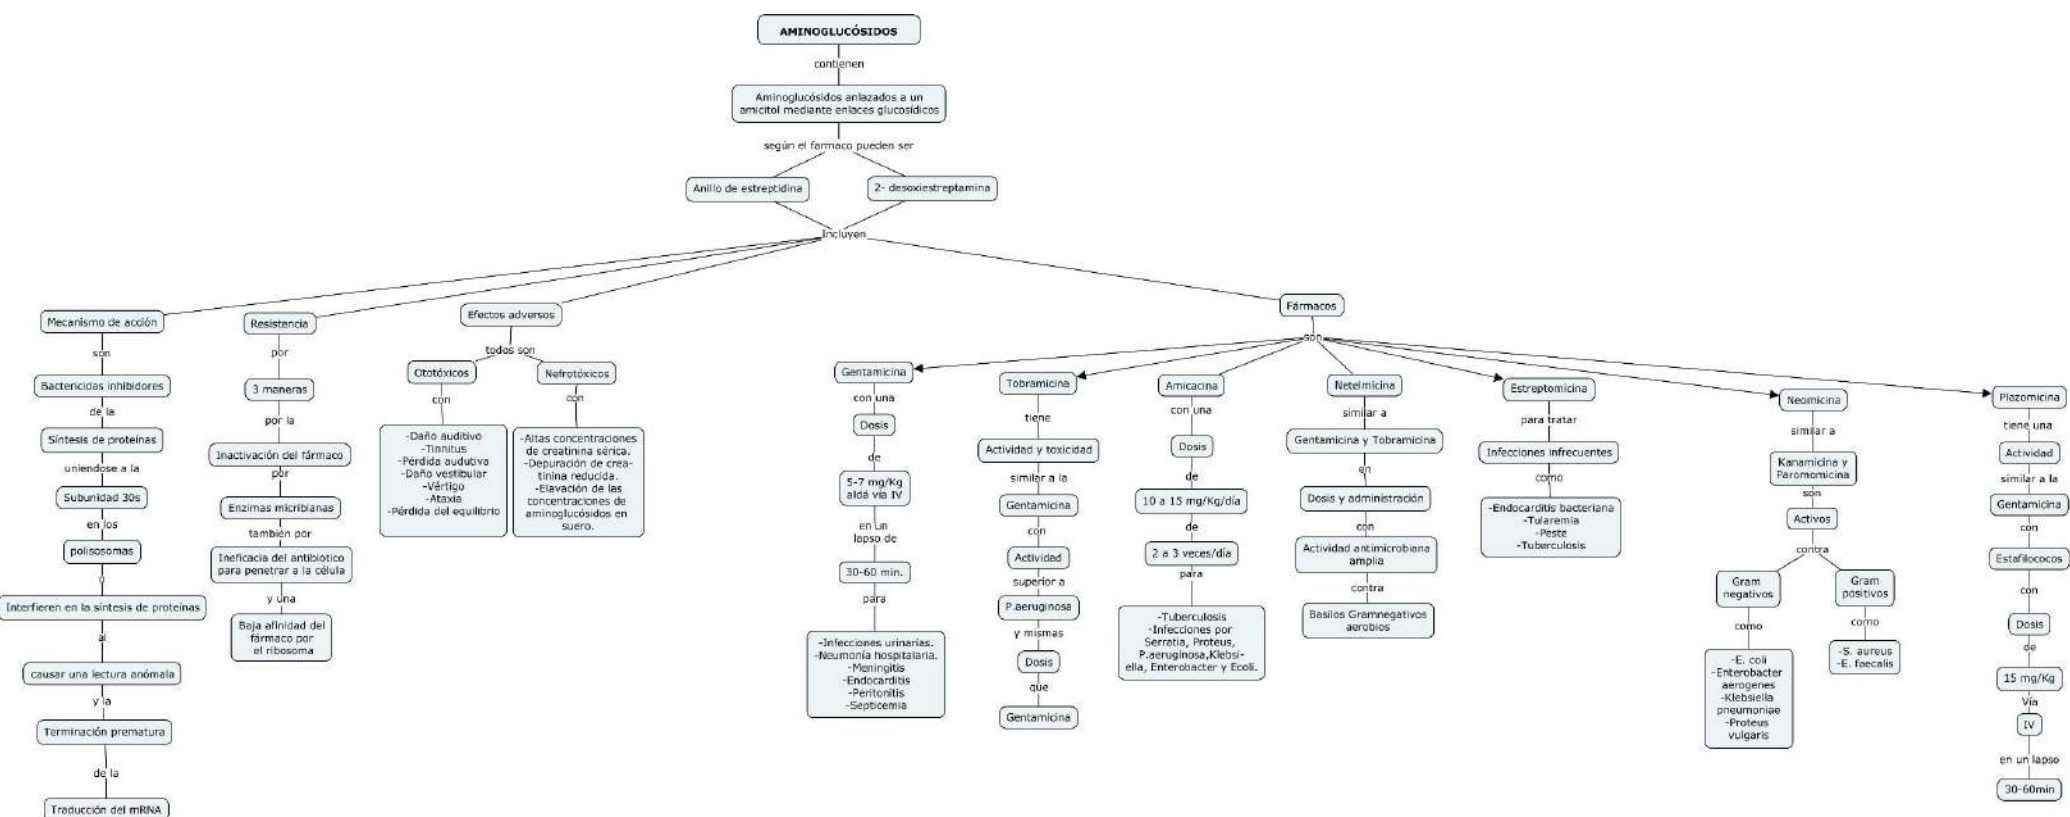 AMINOGLUCÓSIDOS
contienen
Aminoglucósidos anlazados a un
amicitol mediante enlaces glucosídicos
según el farmaco pueden ser
Anillo de estreptidina
2- desoxiestreptamina
Incluyen
Mecanismo de acción
son
Bactericidas inhibidores
de la
Síntesis de proteínas
uniendose a la
Subunidad 30s
en los
polisosomas
o
Interfieren en la síntesis de proteínas
al
causar una lectura anómala
y la
Terminación prematura
de la
Traducción del mRNA
Resistencia
por
3 maneras
por la
Inactivación del fármaco
por
Enzimas micribianas
también por
Ineficacia del antibiotico
para penetrar a la célula
y una
Baja afinidad del
fármaco por
el ribosoma
Efectos adversos
todos son
Ototóxicos
con
-Daño auditivo
-Tinnitus
-Pérdida audutiva
-Daño vestibular
-Vértigo
-Ataxia
-Pérdida del equilibrio
Nefrotóxicos
con
-Altas concentraciones
de creatinina sérica.
-Depuración de crea-
tinina reducida.
-Elavación de las
concentraciones de
aminoglucósidos en
suero.
Fármacos
son
Gentamicina
con una
Dosis
de
5-7 mg/Kg
aldá vía IV
en un
lapso de
30-60 min.
para
-Infecciones urinarias.
-Neumonía hospitalaria.
-Meningitis
-Endocarditis
-Peritonitis
-Septicemia
Tobramicina
tiene
Actividad y toxicidad
similar a la
Gentamicina
con
Actividad
superior a
P.aeruginosa
y mismas
Dosis
que
Gentamicina
Amicacina
con una
Dosis
de
10 a 15 mg/Kg/día
de
2 a 3 veces/día
para
-Tuberculosis
-Infecciones por
Serratia, Proteus,
P.aeruginosa,Klebsi-
ella, Enterobacter y Ecoli.
Netelmicina
similar a
Gentamicina y Tobramicina
en
Dosis y administración
con
Actividad antimicrobiana
amplia
contra
Basilos Gramnegativos
aerobios
Estreptomicina
para tratar
Infecciones infrecuentes
como
-Endocarditis bacteriana
-Tularemia
-Peste
-Tuberculosis
Neomicina
similar a
Kanamicina y
Paromomicina
son
Activos
contra
Gram
negativos
como
-E. coli
-Enterobacter
aerogenes
-Klebsiella
pneumoniae
-Proteus
vulgaris
Gram
positivos
como
-S. aureus
-E. faecalis
Plazomicina
tiene una
Actividad
similar a la
Gentamicina
con
Estafilococos
con
Dosis
de
15 mg/Kg
Vía
IV
en un lapso
30-60min